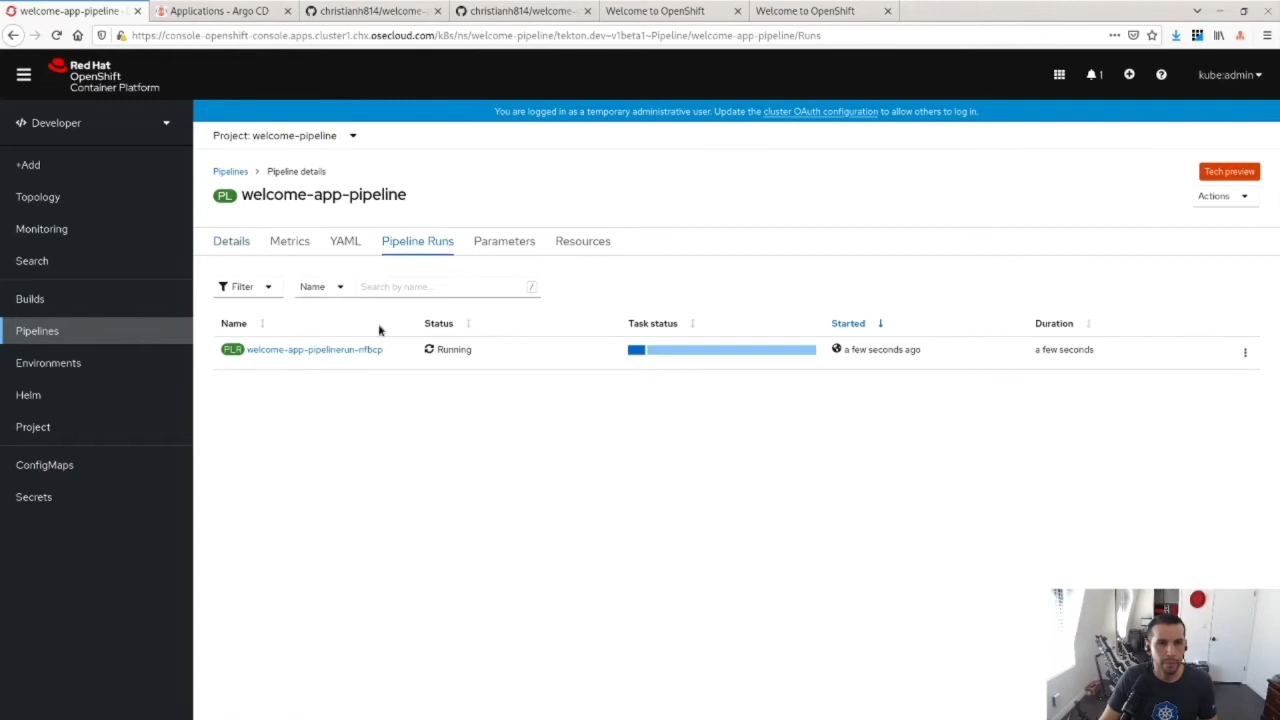 welcome-app-pipeline
Applications - Argo CD
christianh814/welcome-
christianh814/welcome-
Welcome to OpenShift
Welcome to OpenShift
https://console-openshift-console.apps.cluster1.chx.osecloud.com/k8s/ns/welcome-pipeline/tekton.dev~v1beta1~Pipeline/welcome-app-pipeline/Runs
Red Hat
OpenShift
Container Platform
1
kube:admin
You are logged in as a temporary administrative user. Update the cluster OAuth configuration to allow others to log in.
Developer
+Add
Topology
Monitoring
Search
Builds
Pipelines
Environments
Helm
Project
ConfigMaps
Secrets
Project: welcome-pipeline
Pipelines > Pipeline details
Tech preview
PL welcome-app-pipeline
Actions
Details Metrics YAML Pipeline Runs Parameters Resources
Filter Name Search by name... /
Name Status Task status Started Duration
PLR welcome-app-pipelinerun-nfbcp Running a few seconds ago a few seconds